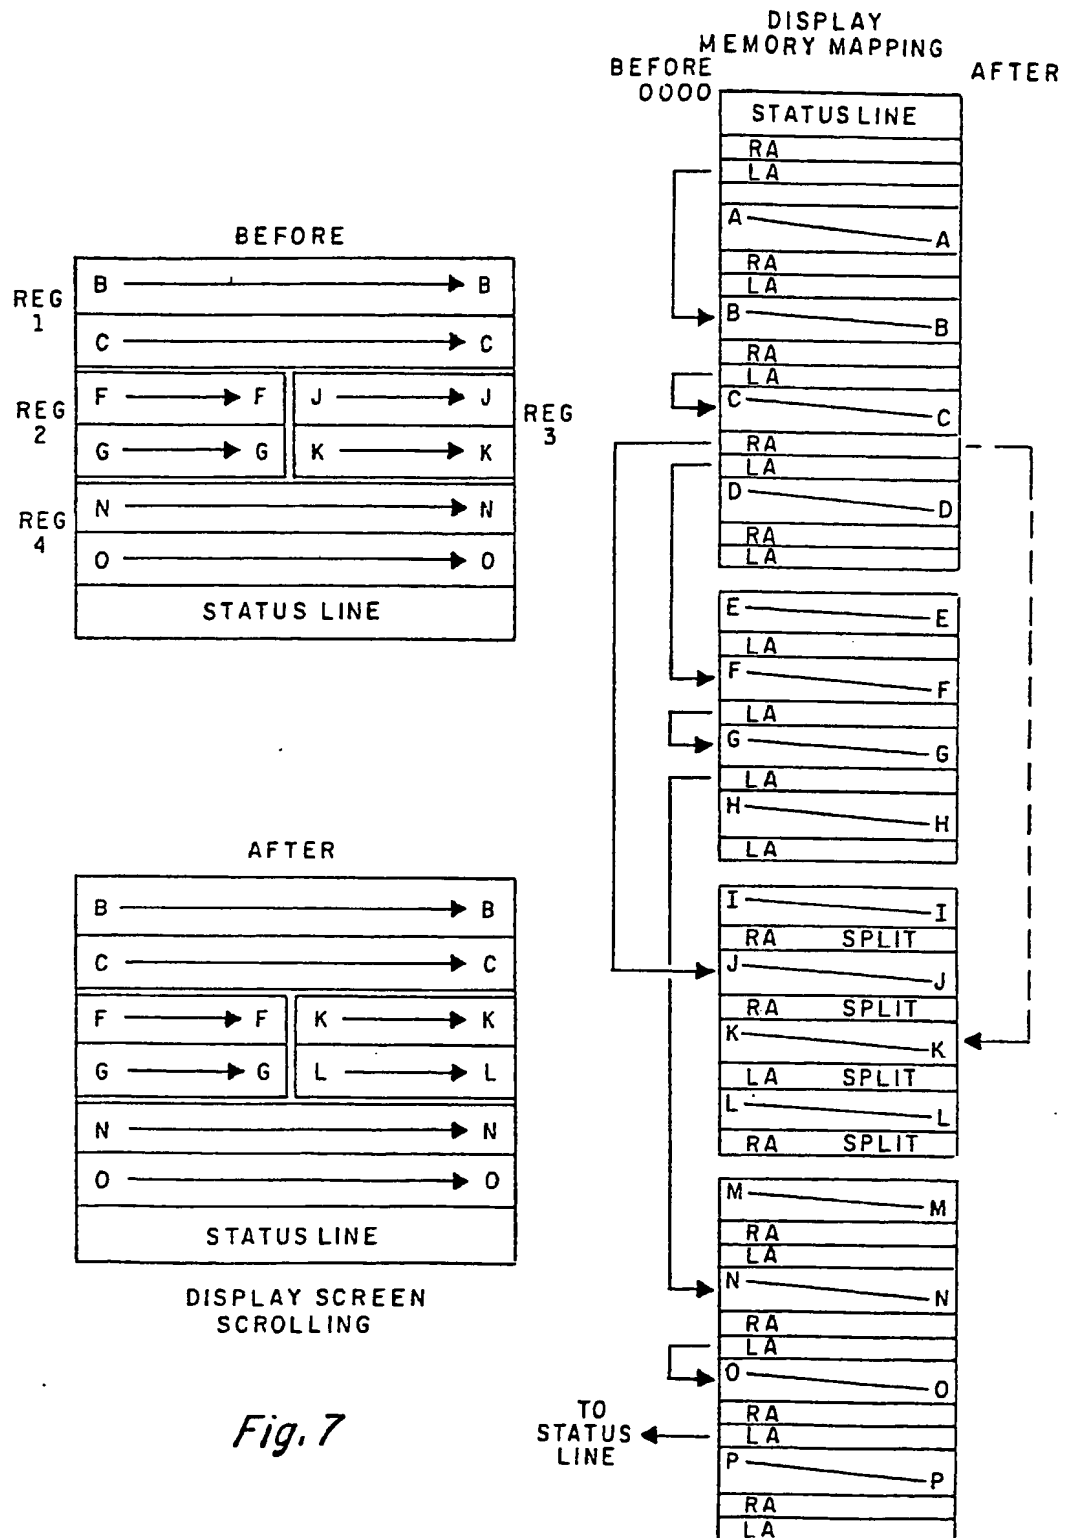 DISPLAY
MEMORY MAPPING
BEFORE
0000
AFTER
STATUS LINE
RA
LA
A A
RA
LA
B B
RA
LA
C C
RA
LA
D D
RA
LA
E E
LA
F F
LA
G G
LA
H H
LA
I I
RA SPLIT
J J
RA SPLIT
K K
LA SPLIT
L L
RA SPLIT
M M
RA
LA
N N
RA
LA
O O
RA
LA
P P
RA
LA
TO
STATUS
LINE
BEFORE
REG
1
B B
C C
REG
2
F F J J
G G K K
REG
3
REG
4
N N
O O
STATUS LINE
AFTER
B B
C C
F F K K
G G L L
N N
O O
STATUS LINE
DISPLAY SCREEN
SCROLLING
Fig. 7